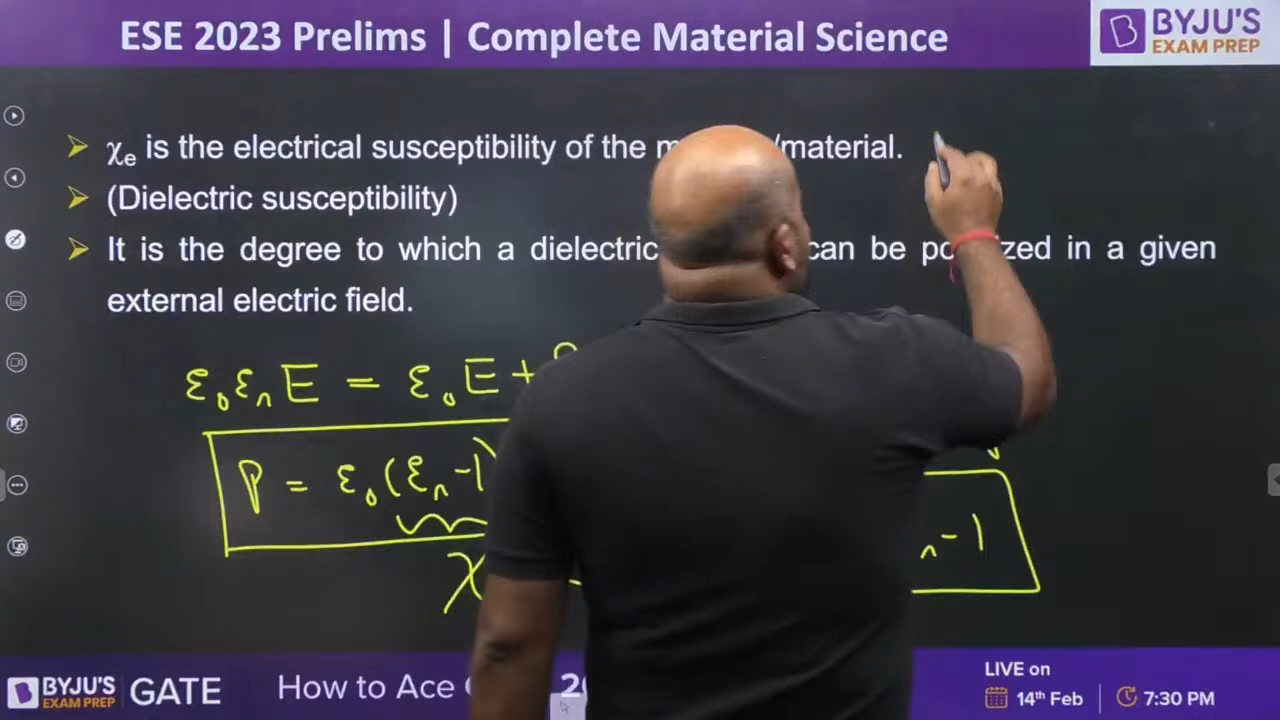 ESE 2023 Prelims | Complete Material Science
BYJU'S
EXAM PREP
χe is the electrical susceptibility of the /material.
(Dielectric susceptibility)
It is the degree to which a dielectric can be in a given
external electric field.
ε₀εr E = ε₀E +
P = ε₀(εr-1)
χ
r-1
BYJU'S
EXAM PREP
GATE
How to Ace
LIVE on
14th Feb | 7:30 PM